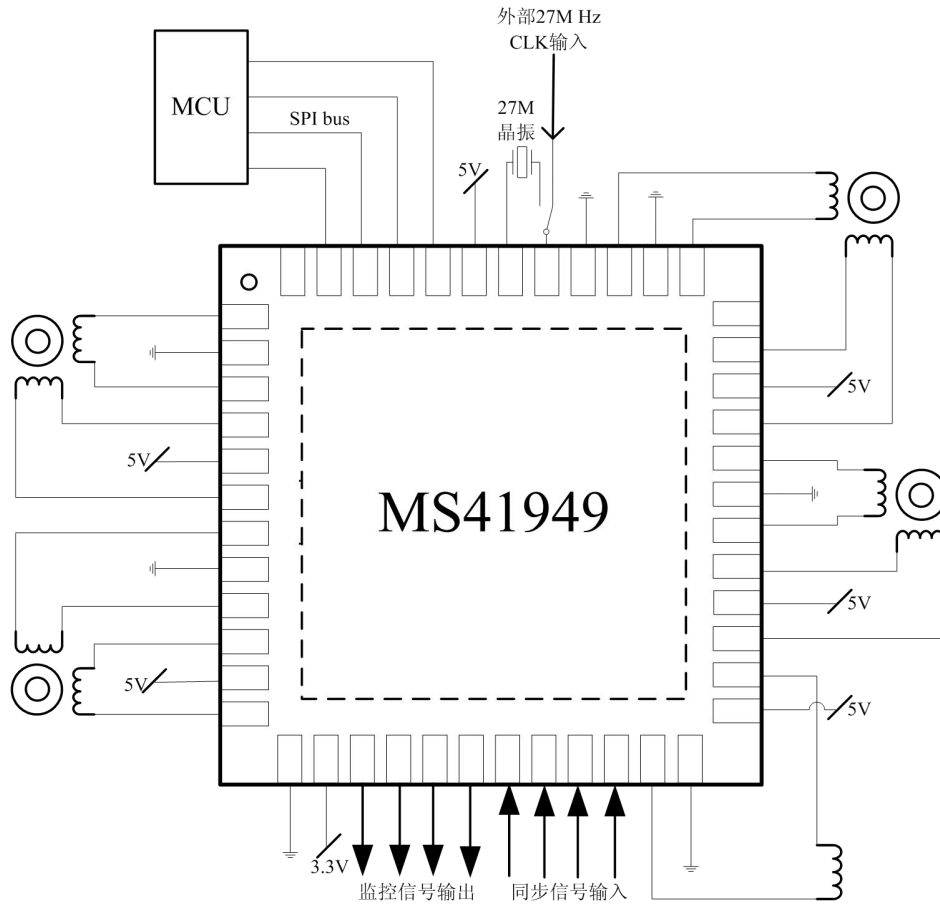 外部27M Hz
CLK输入
MCU
SPI bus
27M
晶振
5V
5V
5V
MS41949
5V
5V
5V
3.3V
监控信号输出
同步信号输入